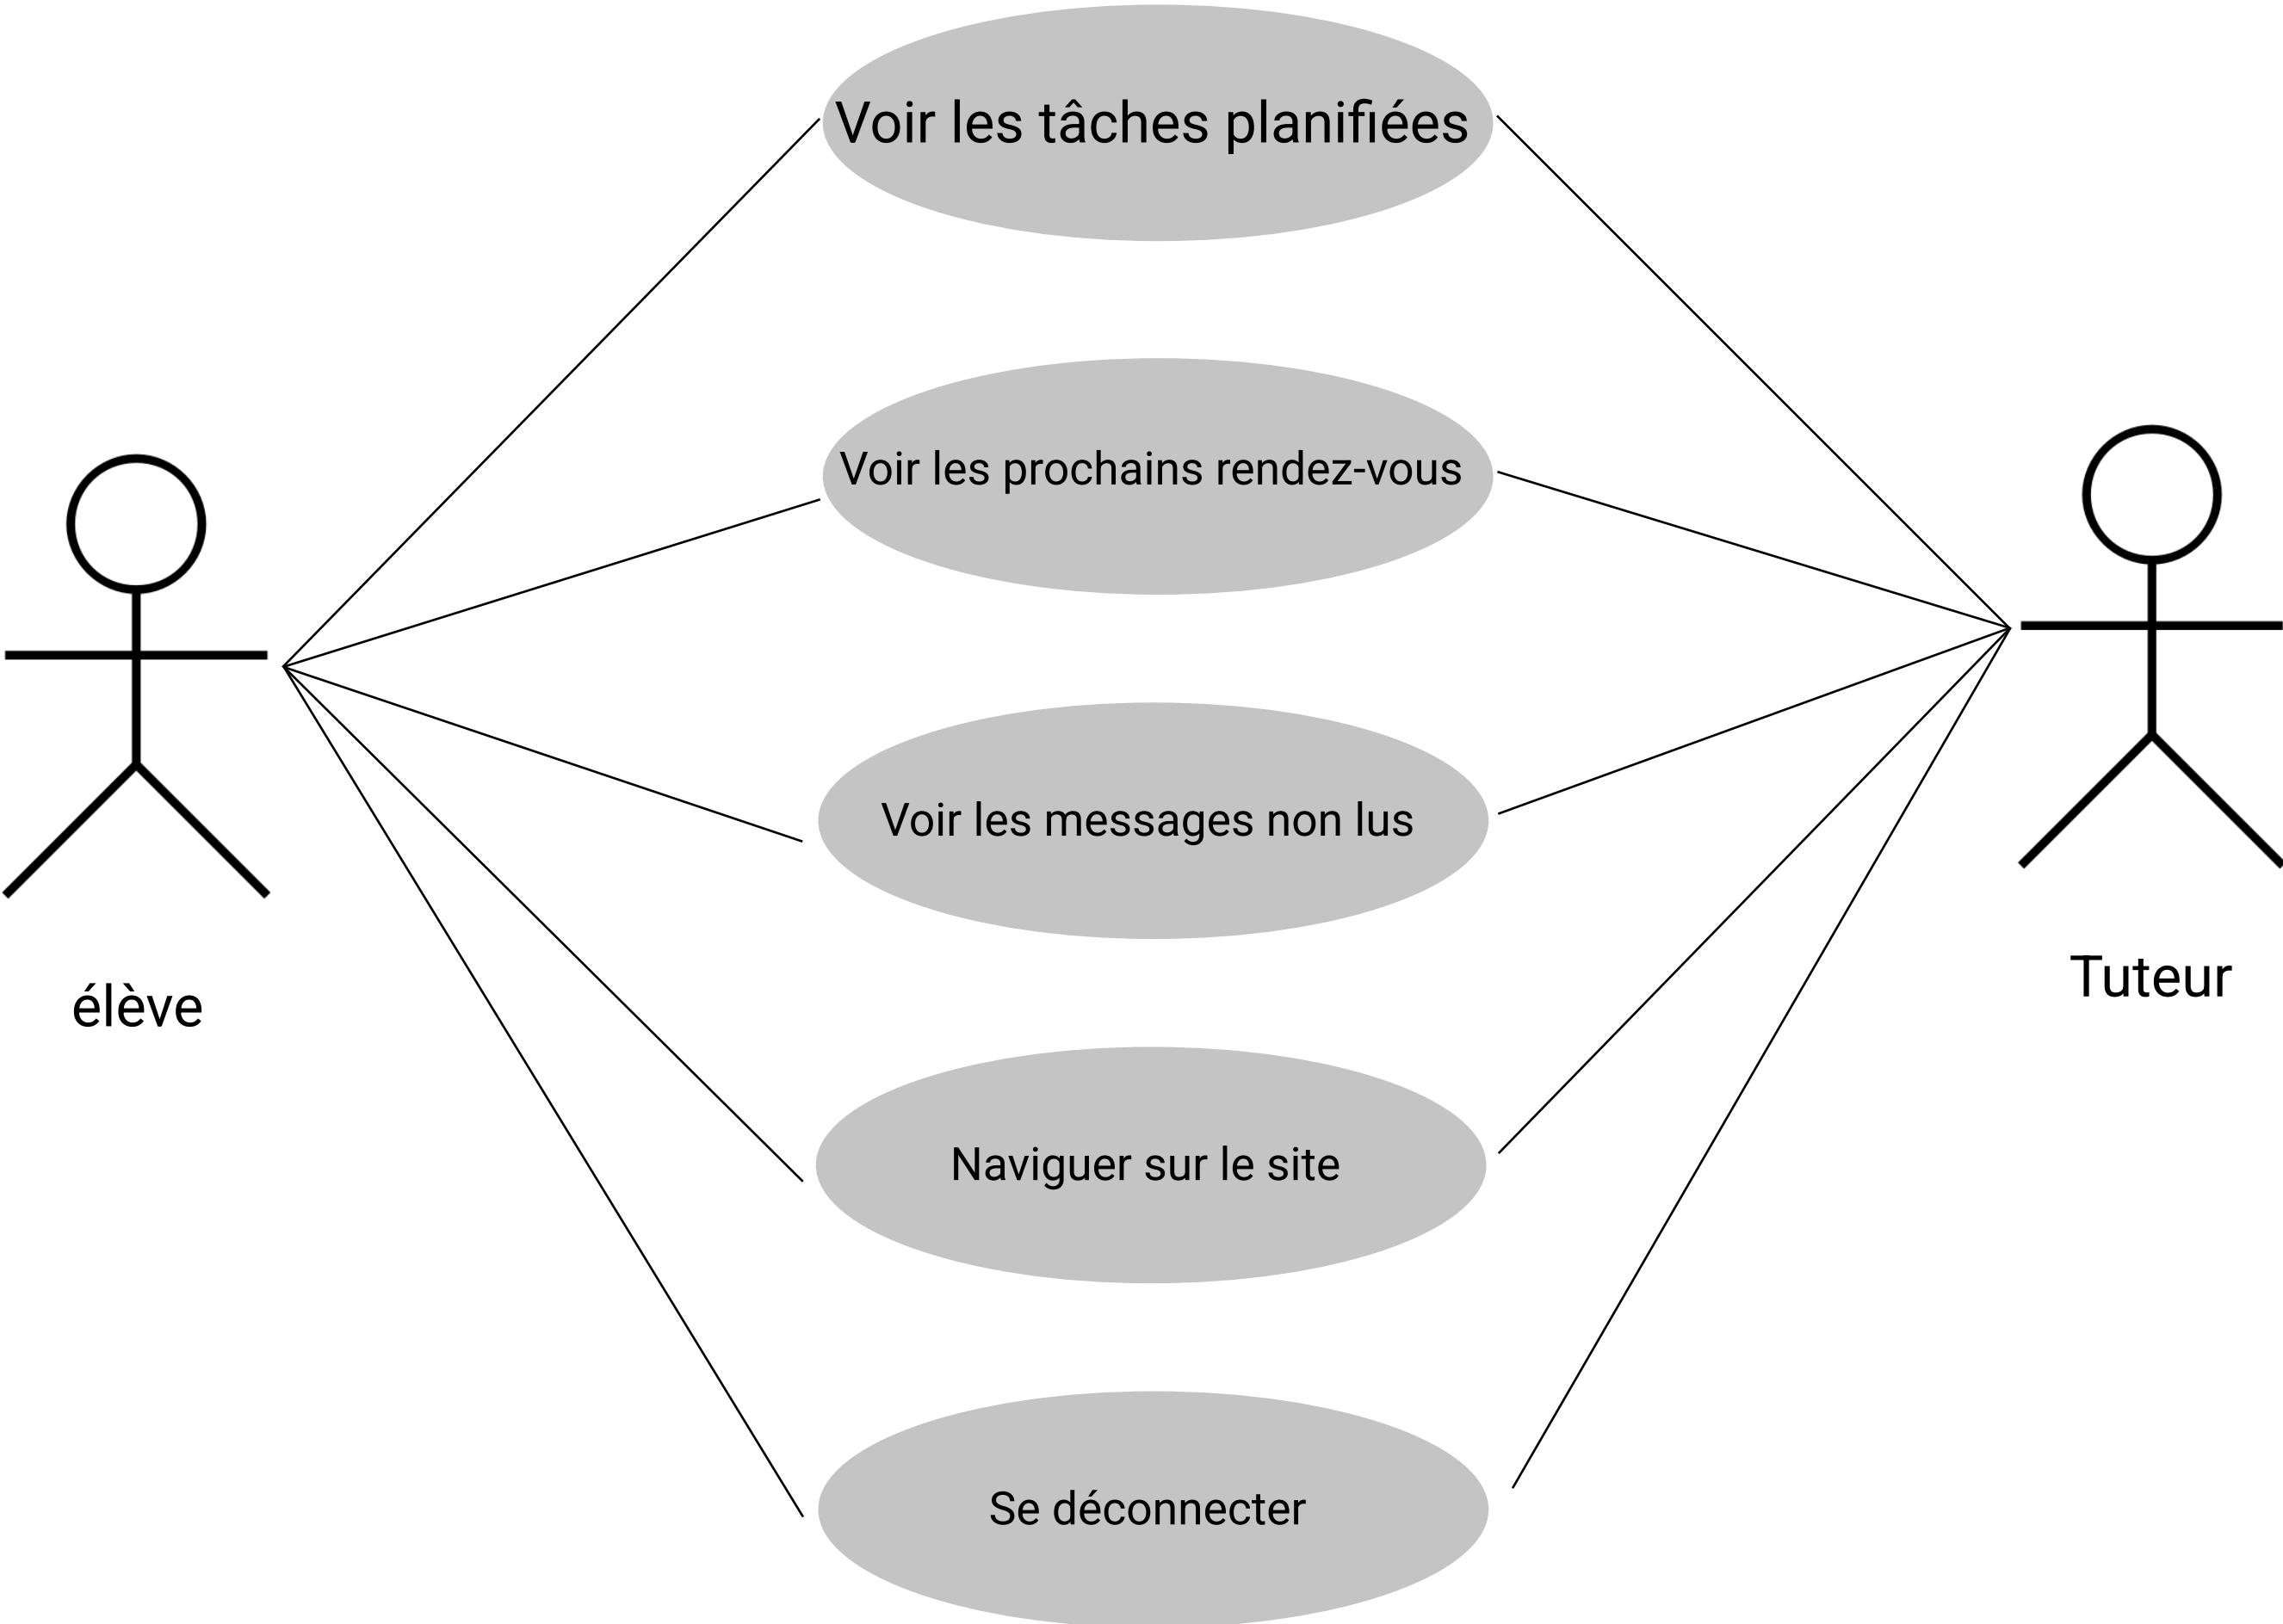 Voir les tâches planifiées
Voir les prochains rendez-vous
Voir les messages non lus
élève
Tuteur
Naviguer sur le site
Se déconnecter